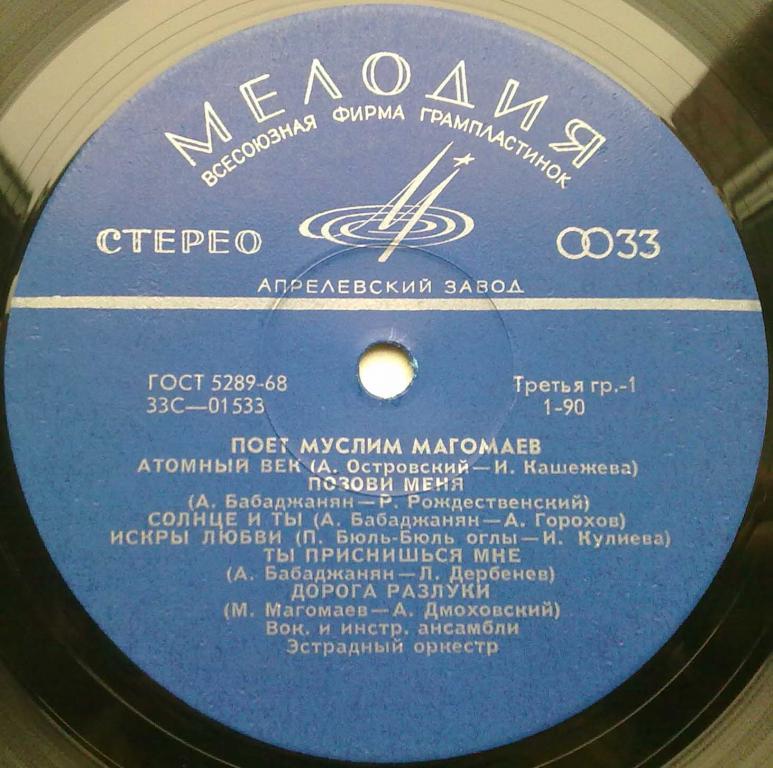 МЕЛОДИЯ
ВСЕСОЮЗНАЯ ФИРМА ГРАМПЛАСТИНОК
СТЕРЕО 33
АПРЕЛЕВСКИЙ ЗАВОД
ГОСТ 5289-68 Третья гр.-1
33С—01533 1-90
ПОЕТ МУСЛИМ МАГОМАЕВ
АТОМНЫЙ ВЕК (А. Островский—И. Кашежева)
ПОЗОВИ МЕНЯ
(А. Бабаджанян—Р. Рождественский)
СОЛНЦЕ И ТЫ (А. Бабаджанян—А. Горохов)
ИСКРЫ ЛЮБВИ (П. Бюль-Бюль оглы—И. Кулиева)
ТЫ ПРИСНИШЬСЯ МНЕ
(А. Бабаджанян—Л. Дербенев)
ДОРОГА РАЗЛУКИ
(М. Магомаев—А. Дмоховский)
Вок. и инстр. ансамбли
Эстрадный оркестр